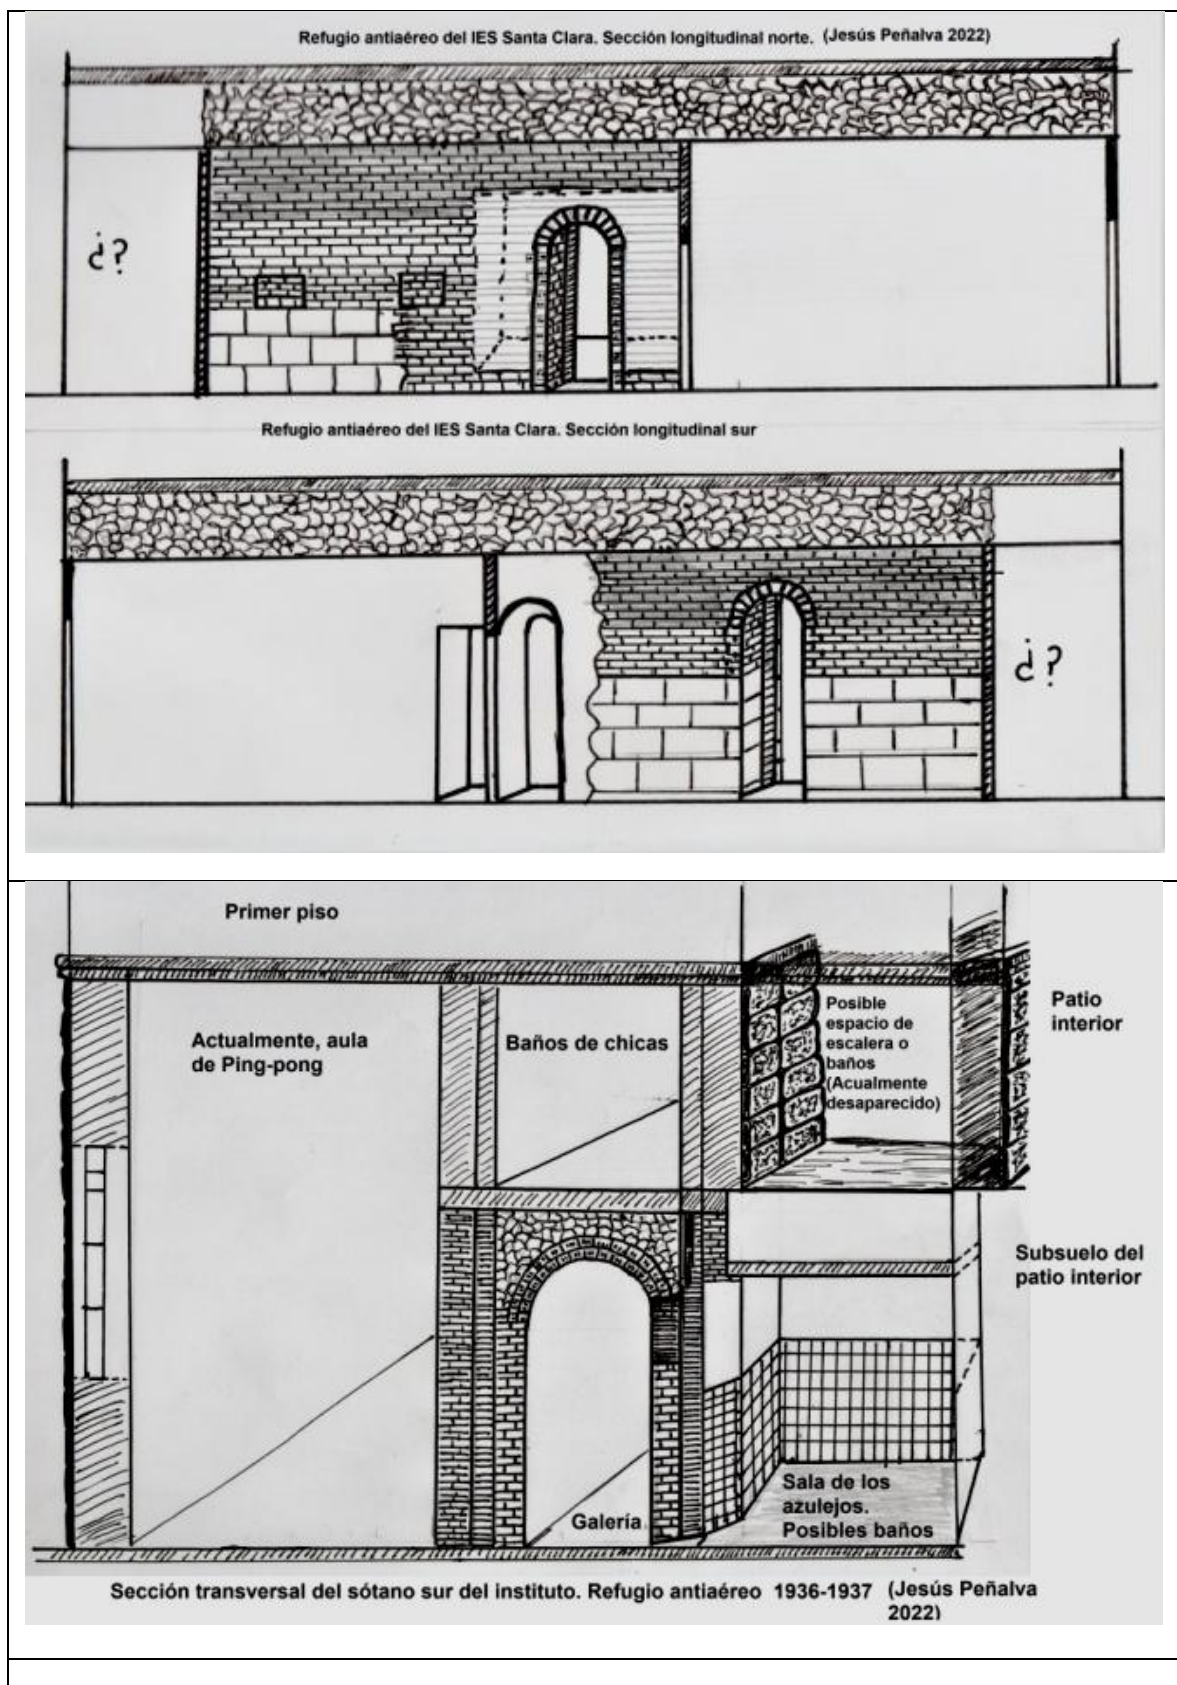 Refugio antiaéreo del IES Santa Clara. Sección longitudinal norte. (Jesús Peñalva 2022)
¿?
Refugio antiaéreo del IES Santa Clara. Sección longitudinal sur
¿?
Primer piso
Actualmente, aula
de Ping-pong
Baños de chicas
Posible
espacio de
escalera o
baños
(Acualmente
desaparecido)
Patio
interior
Subsuelo del
patio interior
Galería
Sala de los
azulejos.
Posibles baños
Sección transversal del sótano sur del instituto. Refugio antiaéreo 1936-1937 (Jesús Peñalva
2022)